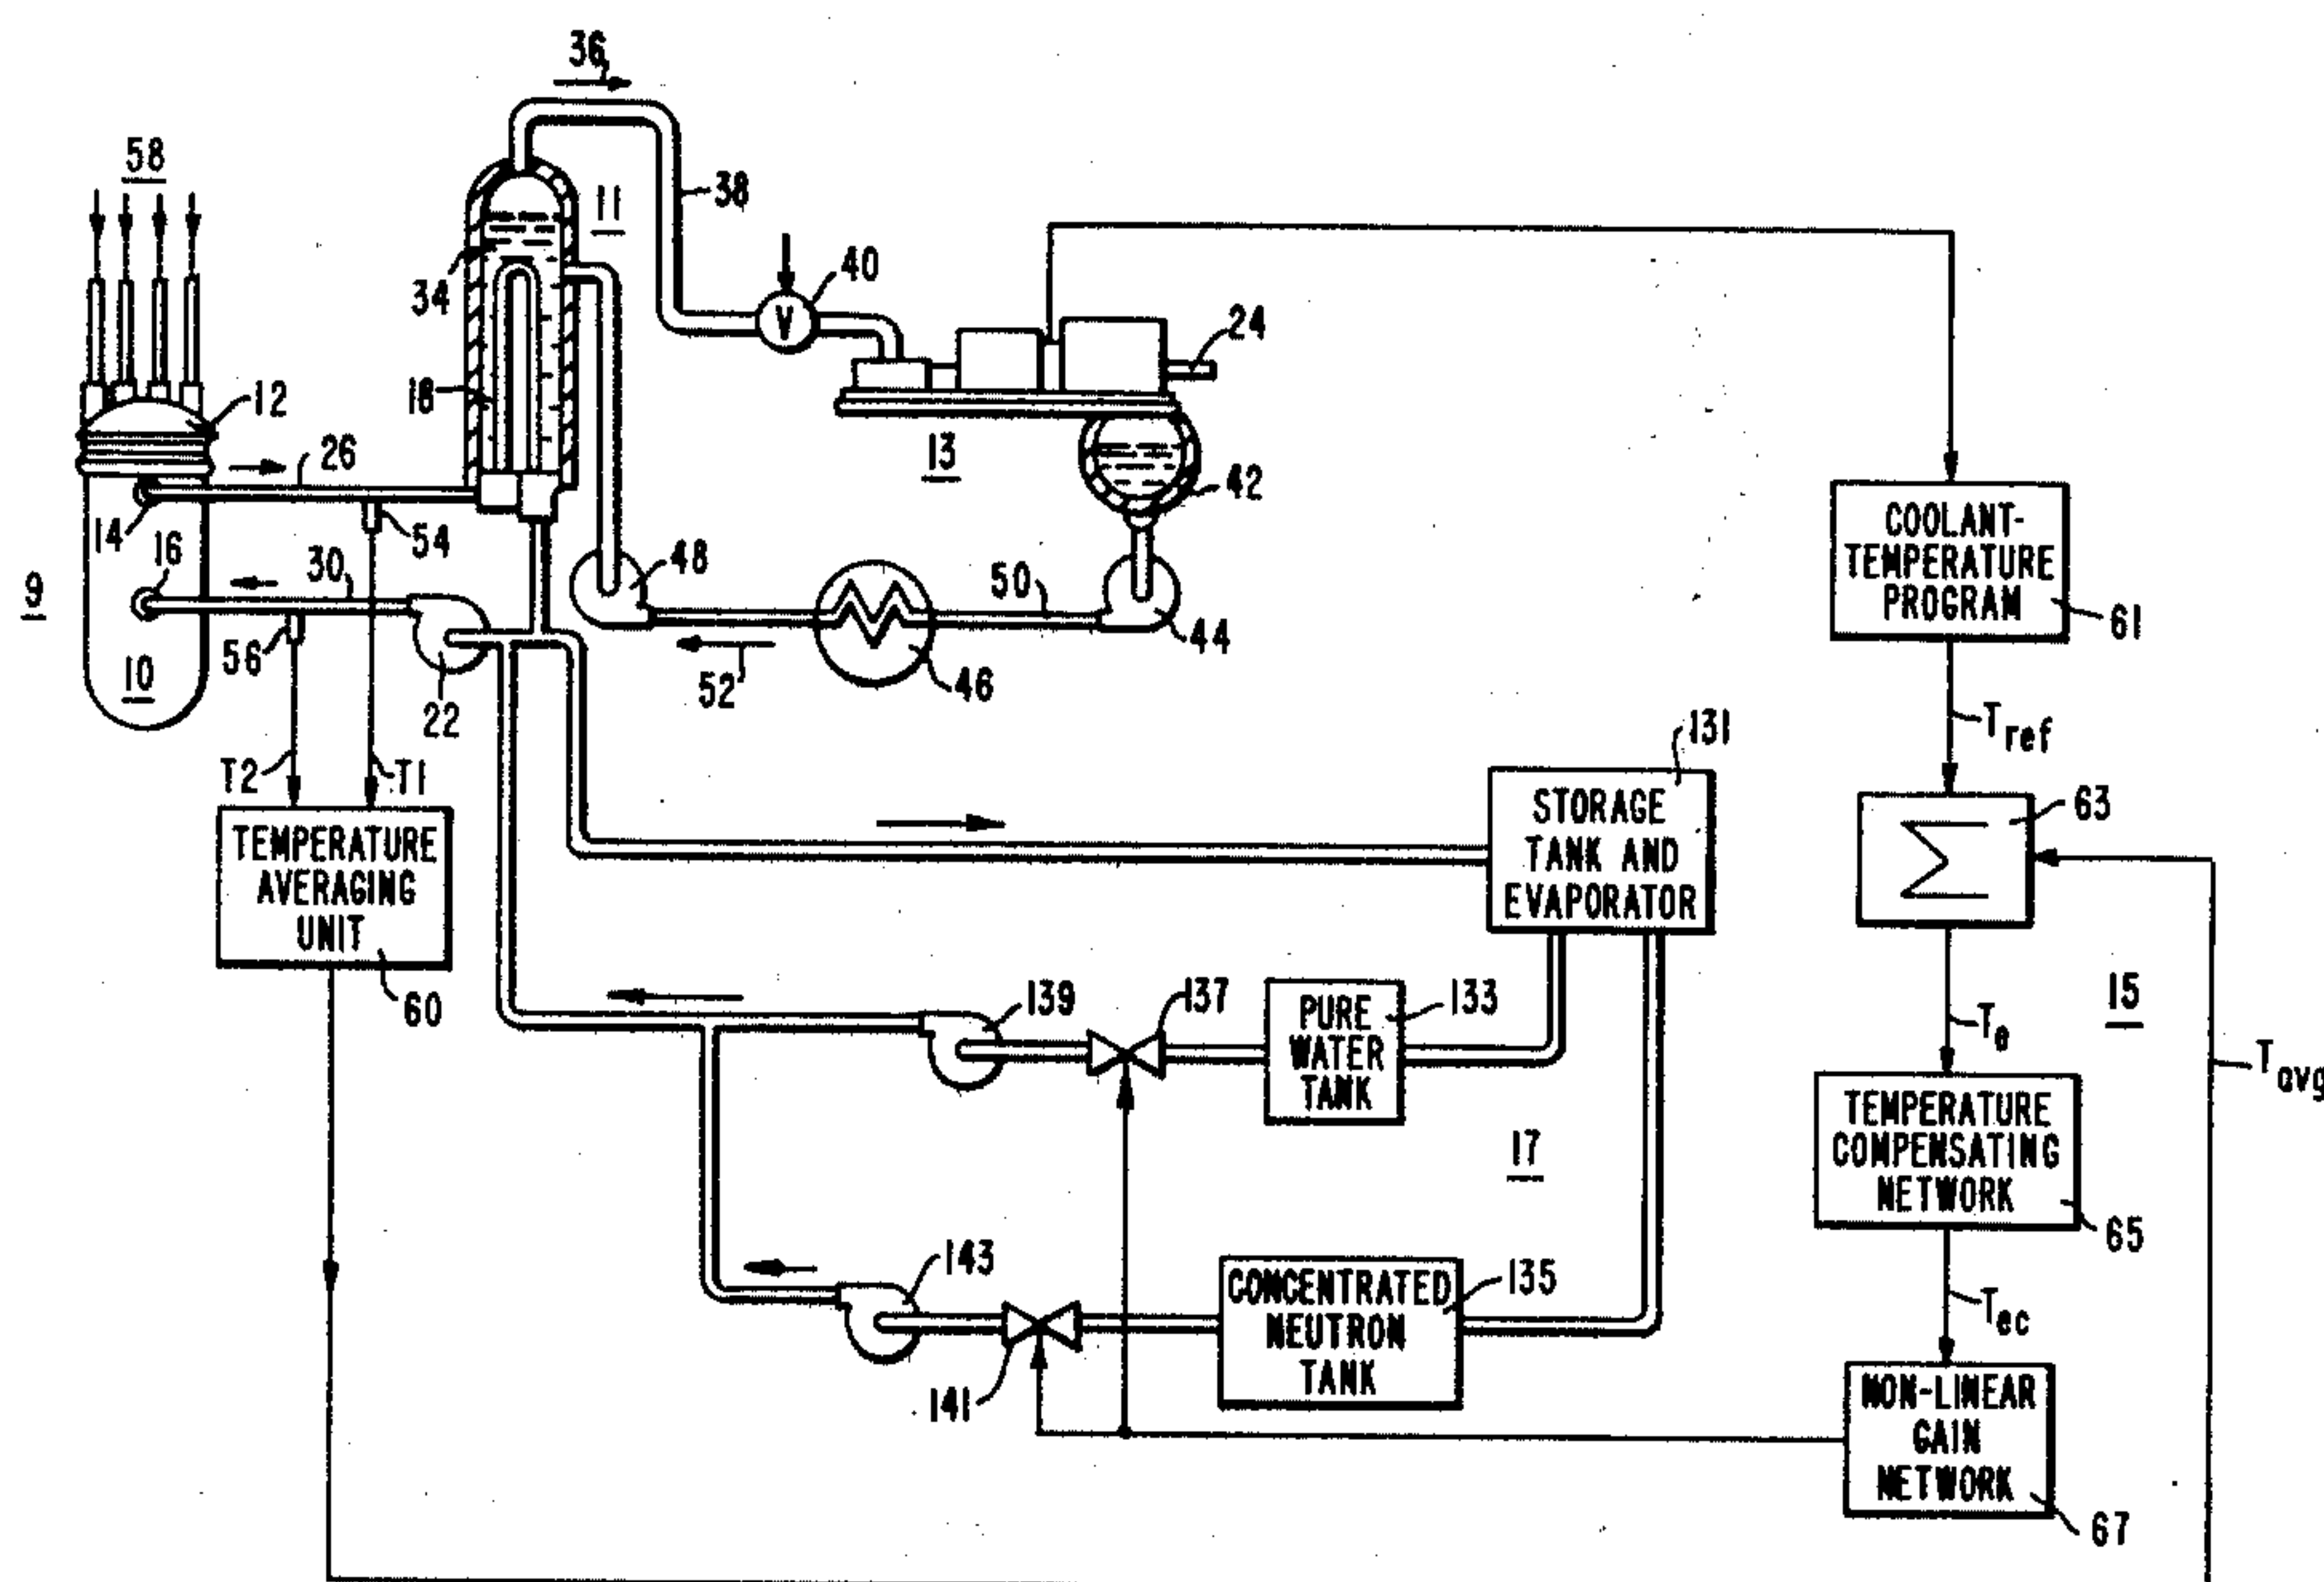 36
58
11
38
40
34
24
18
12
26
13
42
14
54
COOLANT-
TEMPERATURE
PROGRAM
61
16
30
48
50
9
56
44
10
22
52
46
T ref
131
T2
T1
STORAGE
TANK AND
EVAPORATOR
63
Σ
TEMPERATURE
AVERAGING
UNIT
60
139
137
PURE
WATER
TANK
133
15
Te
Tavg
TEMPERATURE
COMPENSATING
NETWORK
65
17
143
CONCENTRATED
NEUTRON
TANK
135
Tec
141
NON-LINEAR
GAIN
NETWORK
67
V